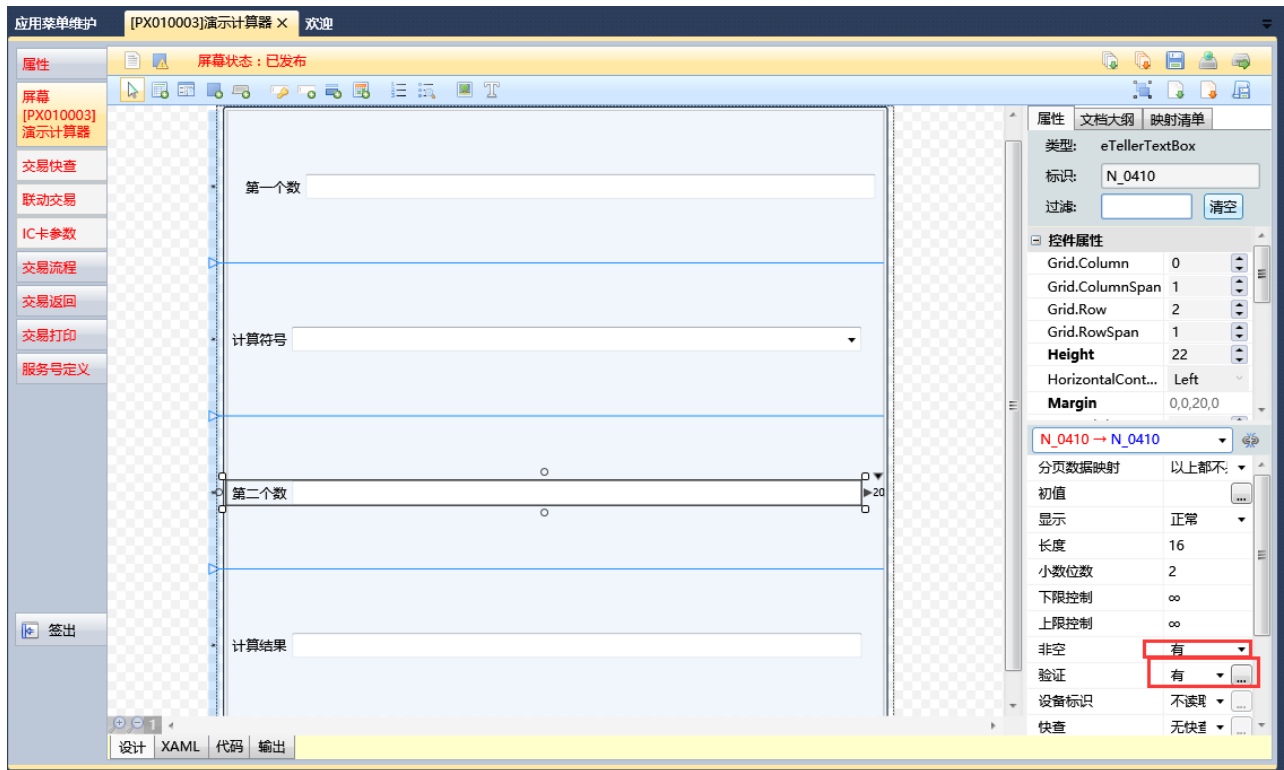 应用菜单维护 [PX010003]演示计算器 × 欢迎
属性
屏幕
[PX010003]
演示计算器
交易快查
联动交易
IC卡参数
交易流程
交易返回
交易打印
服务号定义
签出
屏幕状态：已发布
第一个数
计算符号
第二个数
20
计算结果
1
设计 XAML 代码 输出
属性 文档大纲 映射清单
类型: eTellerTextBox
标识: N_0410
过滤: 清空
控件属性
Grid.Column 0
Grid.ColumnSpan 1
Grid.Row 2
Grid.RowSpan 1
Height 22
HorizontalCont... Left
Margin 0,0,20,0
N_0410 → N_0410
分页数据映射 以上都不
初值 ...
显示 正常
长度 16
小数位数 2
下限控制 ∞
上限控制 ∞
非空 有
验证 有 ...
设备标识 不读取 ...
快查 无快查 ...